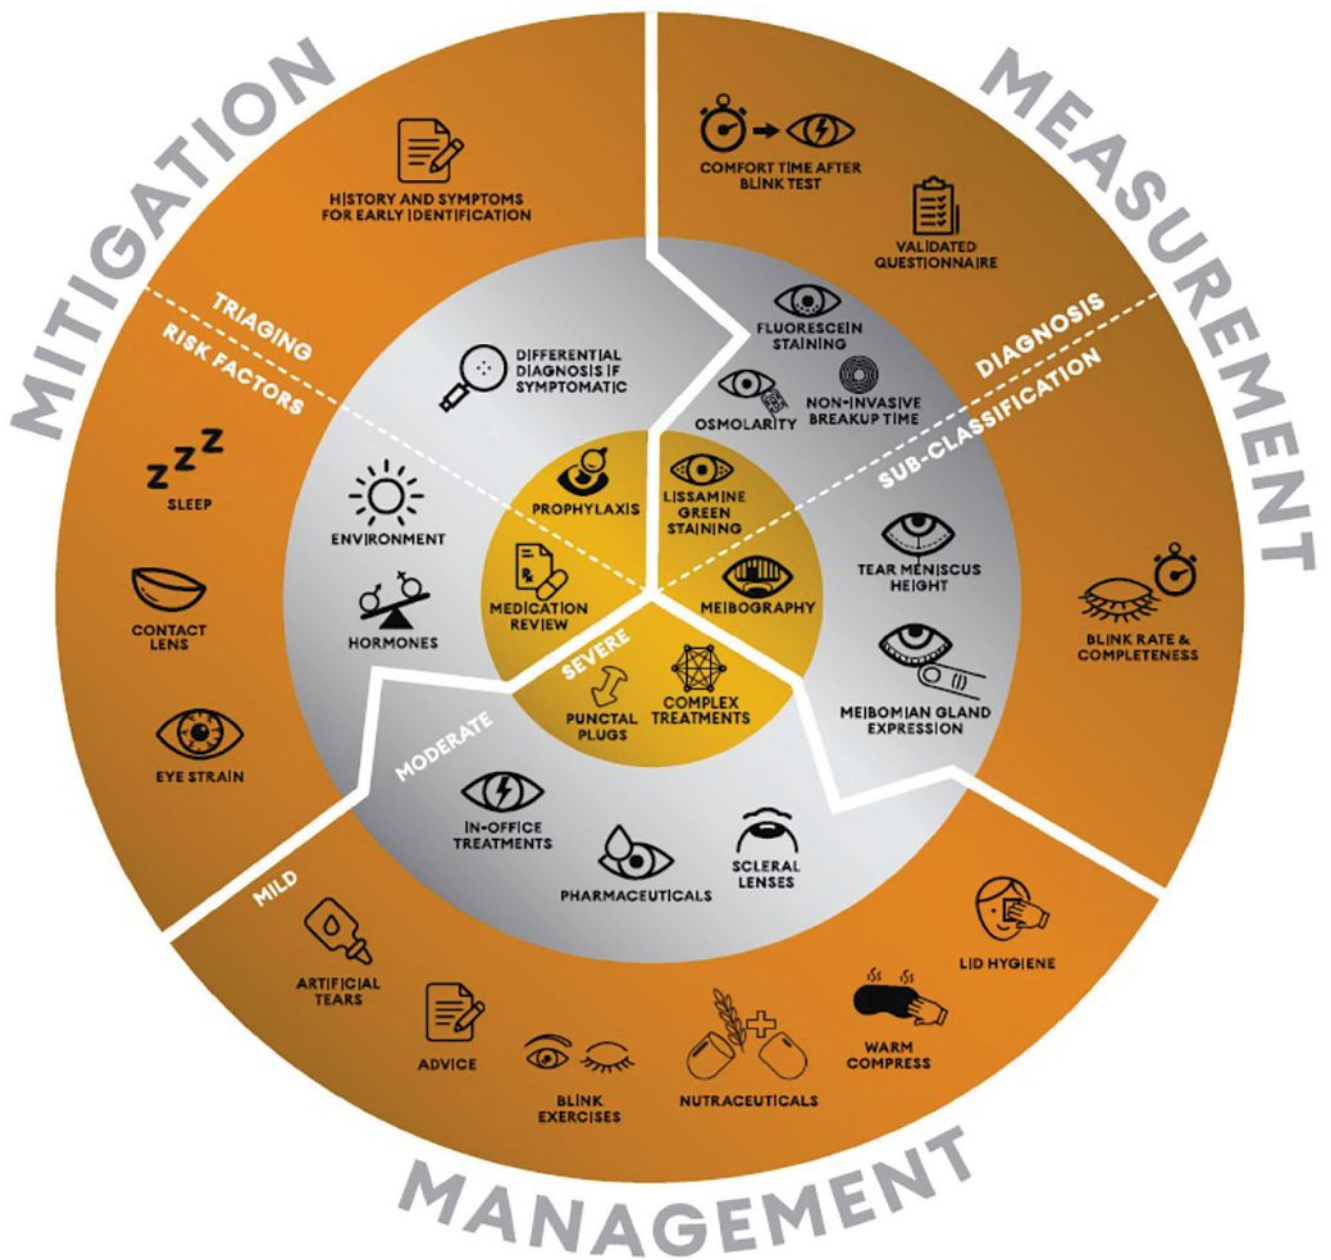 MITIGATION
MEASUREMENT
MANAGEMENT
HISTORY AND SYMPTOMS
FOR EARLY IDENTIFICATION
TRIAGING
RISK FACTORS
DIFFERENTIAL
DIAGNOSIS IF
SYMPTOMATIC
PROPHYLAXIS
ZZZ
SLEEP
CONTACT
LENS
EYE STRAIN
ENVIRONMENT
HORMONES
Rx
MEDICATION
REVIEW
COMFORT TIME AFTER
BLINK TEST
VALIDATED
QUESTIONNAIRE
DIAGNOSIS
SUB-CLASSIFICATION
FLUORESCEIN
STAINING
OSMOLARITY
NON-INVASIVE
BREAKUP TIME
LISSAMINE
GREEN
STAINING
MEIBOGRAPHY
TEAR MENISCUS
HEIGHT
MEIBOMIAN GLAND
EXPRESSION
BLINK RATE &
COMPLETENESS
SEVERE
PUNCTAL
PLUGS
COMPLEX
TREATMENTS
MODERATE
IN-OFFICE
TREATMENTS
PHARMACEUTICALS
SCLERAL
LENSES
MILD
ARTIFICIAL
TEARS
ADVICE
BLINK
EXERCISES
NUTRACEUTICALS
WARM
COMPRESS
LID HYGIENE